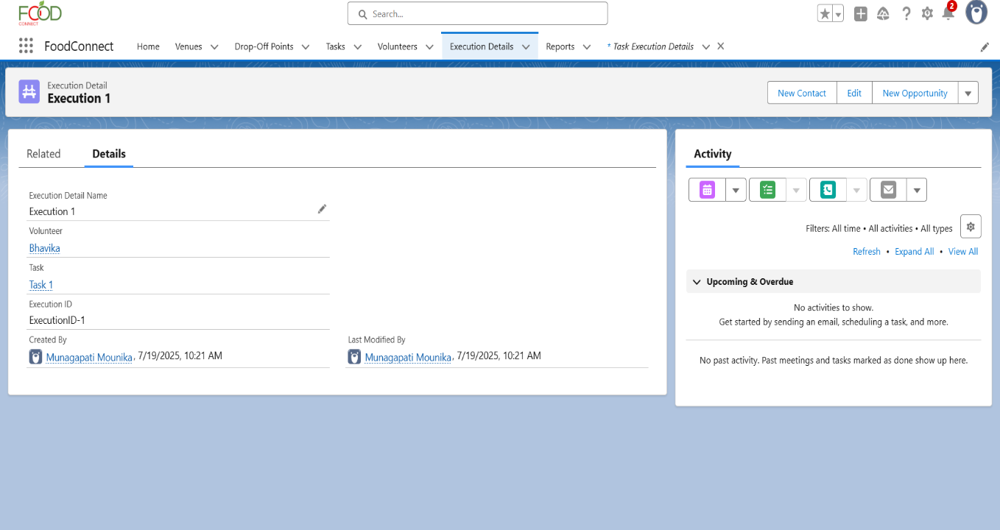 FOOD
CONNECT
Search...
2
FoodConnect
Home Venues Drop-Off Points Tasks Volunteers Execution Details Reports * Task Execution Details
Execution Detail
Execution 1
New Contact Edit New Opportunity
Related Details
Execution Detail Name
Execution 1
Volunteer
Bhavika
Task
Task 1
Execution ID
ExecutionID-1
Created By
Munagapati Mounika, 7/19/2025, 10:21 AM
Last Modified By
Munagapati Mounika, 7/19/2025, 10:21 AM
Activity
Filters: All time • All activities • All types
Refresh • Expand All • View All
Upcoming & Overdue
No activities to show.
Get started by sending an email, scheduling a task, and more.
No past activity. Past meetings and tasks marked as done show up here.